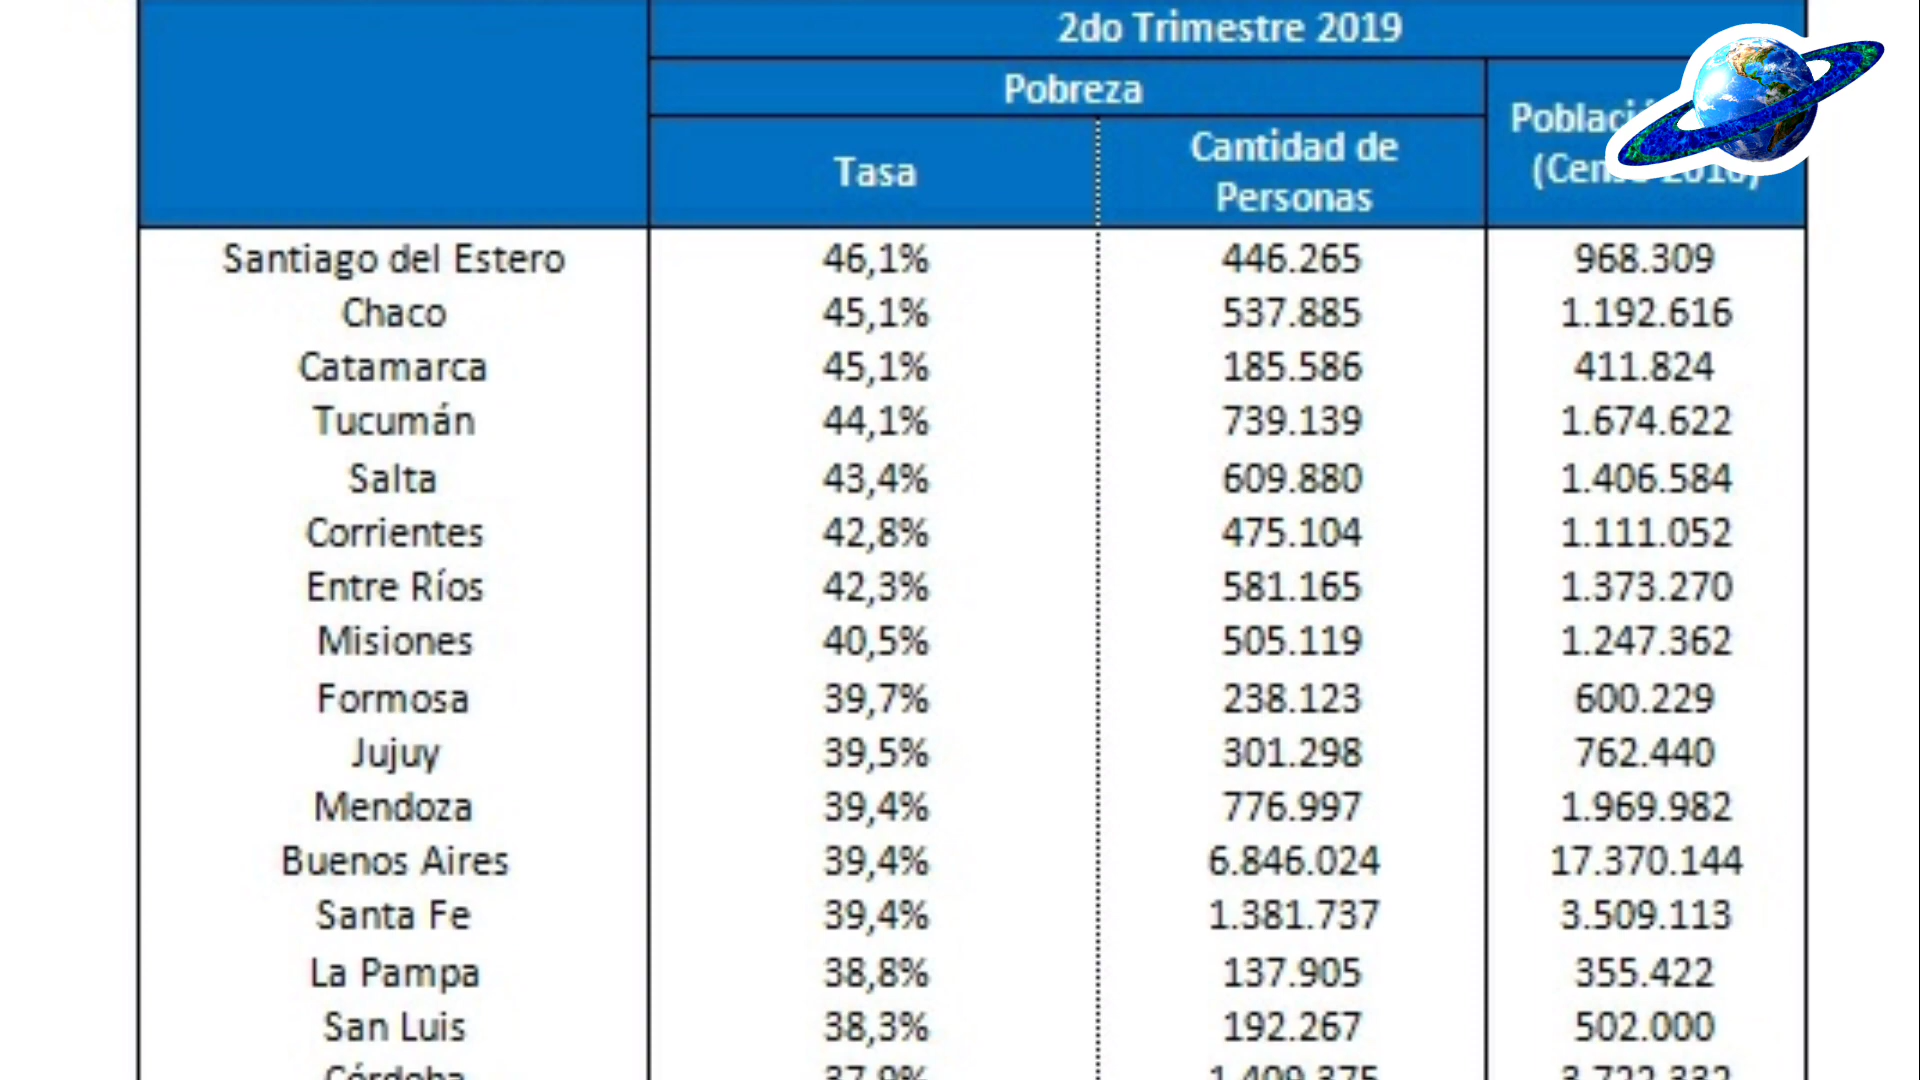 2do Trimestre 2019
Pobreza
Tasa
Cantidad de
Personas
Santiago del Estero 46,1% 446.265 968.309
Chaco 45,1% 537.885 1.192.616
Catamarca 45,1% 185.586 411.824
Tucumán 44,1% 739.139 1.674.622
Salta 43,4% 609.880 1.406.584
Corrientes 42,8% 475.104 1.111.052
Entre Ríos 42,3% 581.165 1.373.270
Misiones 40,5% 505.119 1.247.362
Formosa 39,7% 238.123 600.229
Jujuy 39,5% 301.298 762.440
Mendoza 39,4% 776.997 1.969.982
Buenos Aires 39,4% 6.846.024 17.370.144
Santa Fe 39,4% 1.381.737 3.509.113
La Pampa 38,8% 137.905 355.422
San Luis 38,3% 192.267 502.000
Córdoba 37,9%